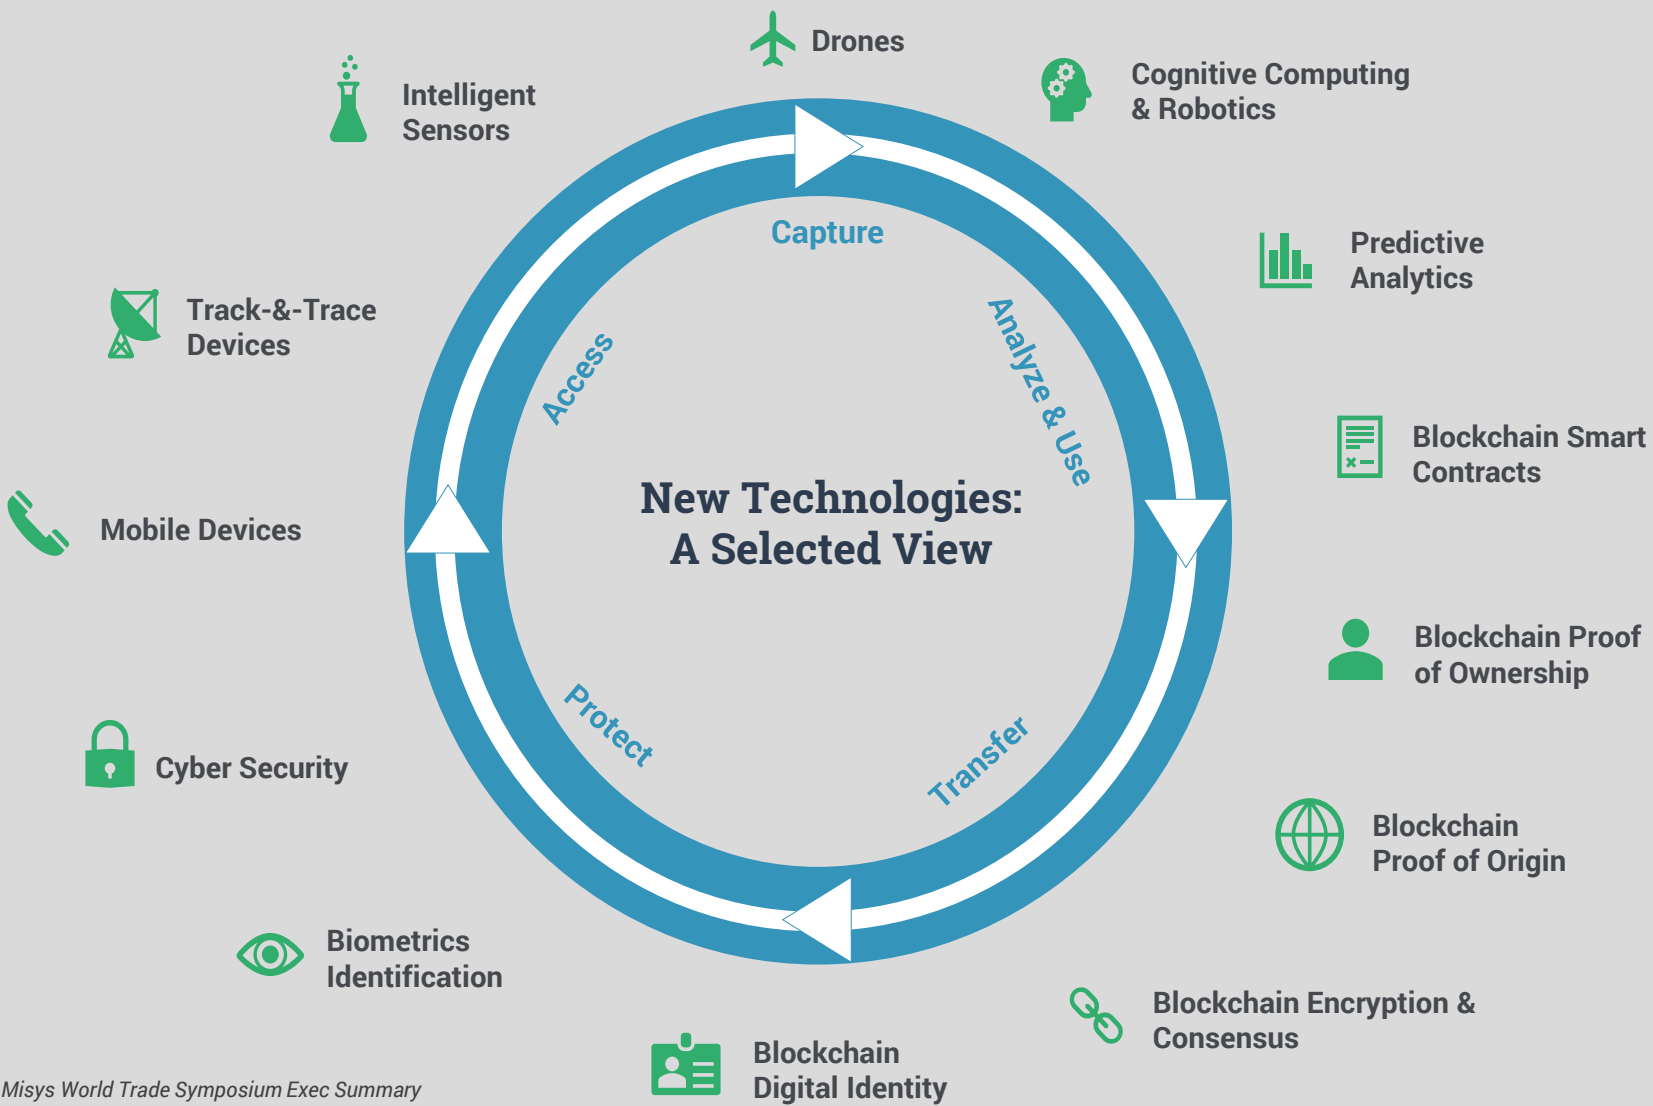 Drones
Intelligent
Sensors
Cognitive Computing
& Robotics
Capture
Predictive
Analytics
Track-&-Trace
Devices
Access
Analyze & Use
Blockchain Smart
Contracts
New Technologies:
A Selected View
Mobile Devices
Blockchain Proof
of Ownership
Protect
Transfer
Cyber Security
Blockchain
Proof of Origin
Biometrics
Identification
Blockchain Encryption &
Consensus
Blockchain
Digital Identity
Misys World Trade Symposium Exec Summary